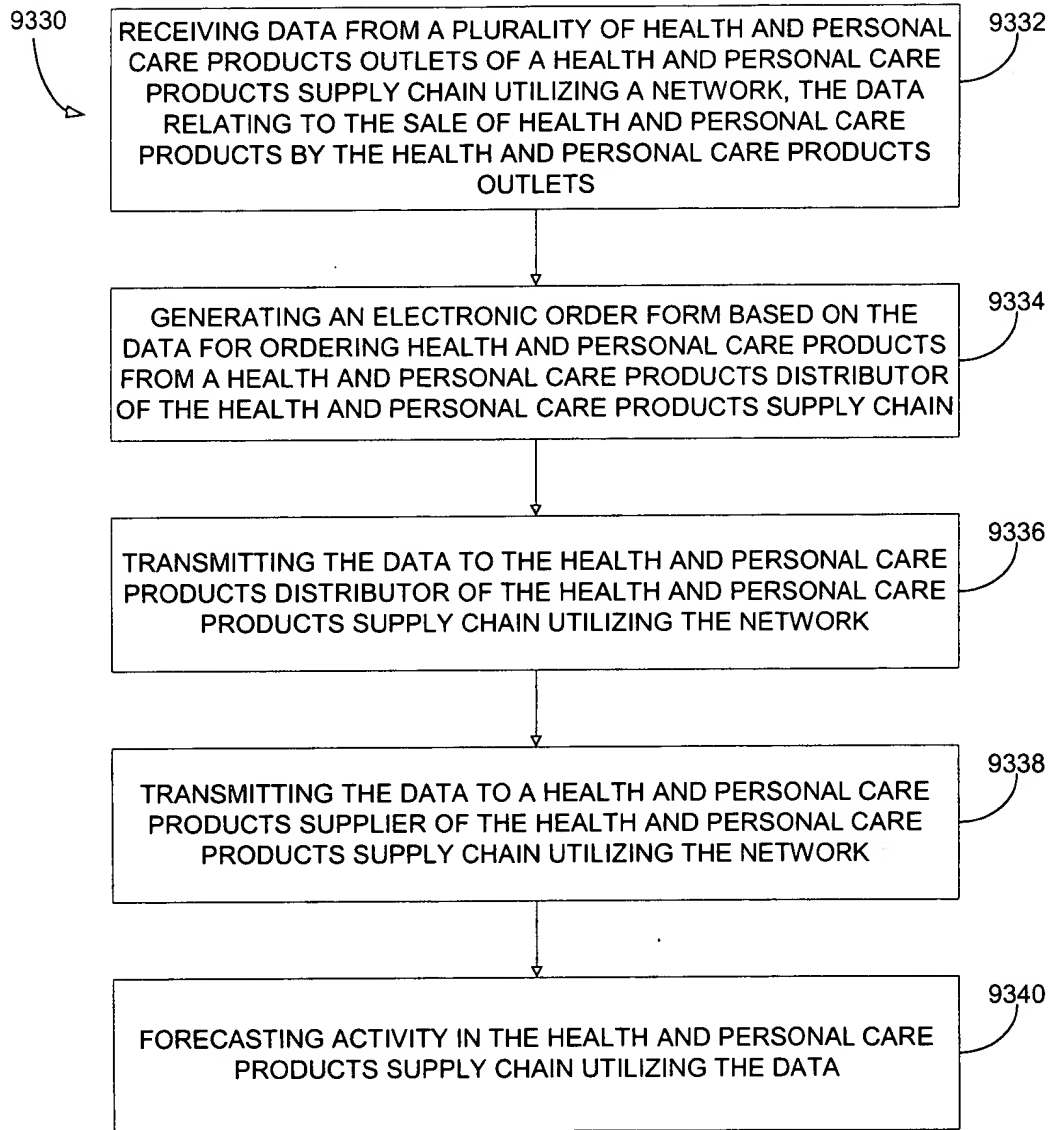 9330
RECEIVING DATA FROM A PLURALITY OF HEALTH AND PERSONAL
CARE PRODUCTS OUTLETS OF A HEALTH AND PERSONAL CARE
PRODUCTS SUPPLY CHAIN UTILIZING A NETWORK, THE DATA
RELATING TO THE SALE OF HEALTH AND PERSONAL CARE
PRODUCTS BY THE HEALTH AND PERSONAL CARE PRODUCTS
OUTLETS
9332
GENERATING AN ELECTRONIC ORDER FORM BASED ON THE
DATA FOR ORDERING HEALTH AND PERSONAL CARE PRODUCTS
FROM A HEALTH AND PERSONAL CARE PRODUCTS DISTRIBUTOR
OF THE HEALTH AND PERSONAL CARE PRODUCTS SUPPLY CHAIN
9334
TRANSMITTING THE DATA TO THE HEALTH AND PERSONAL CARE
PRODUCTS DISTRIBUTOR OF THE HEALTH AND PERSONAL CARE
PRODUCTS SUPPLY CHAIN UTILIZING THE NETWORK
9336
TRANSMITTING THE DATA TO A HEALTH AND PERSONAL CARE
PRODUCTS SUPPLIER OF THE HEALTH AND PERSONAL CARE
PRODUCTS SUPPLY CHAIN UTILIZING THE NETWORK
9338
FORECASTING ACTIVITY IN THE HEALTH AND PERSONAL CARE
PRODUCTS SUPPLY CHAIN UTILIZING THE DATA
9340